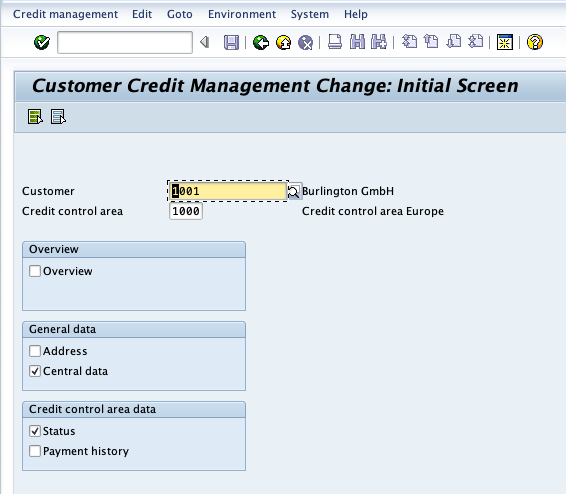 Credit management Edit Goto Environment System Help
Customer Credit Management Change: Initial Screen
Customer 1001 Burlington GmbH
Credit control area 1000 Credit control area Europe
Overview
Overview
General data
Address
Central data
Credit control area data
Status
Payment history